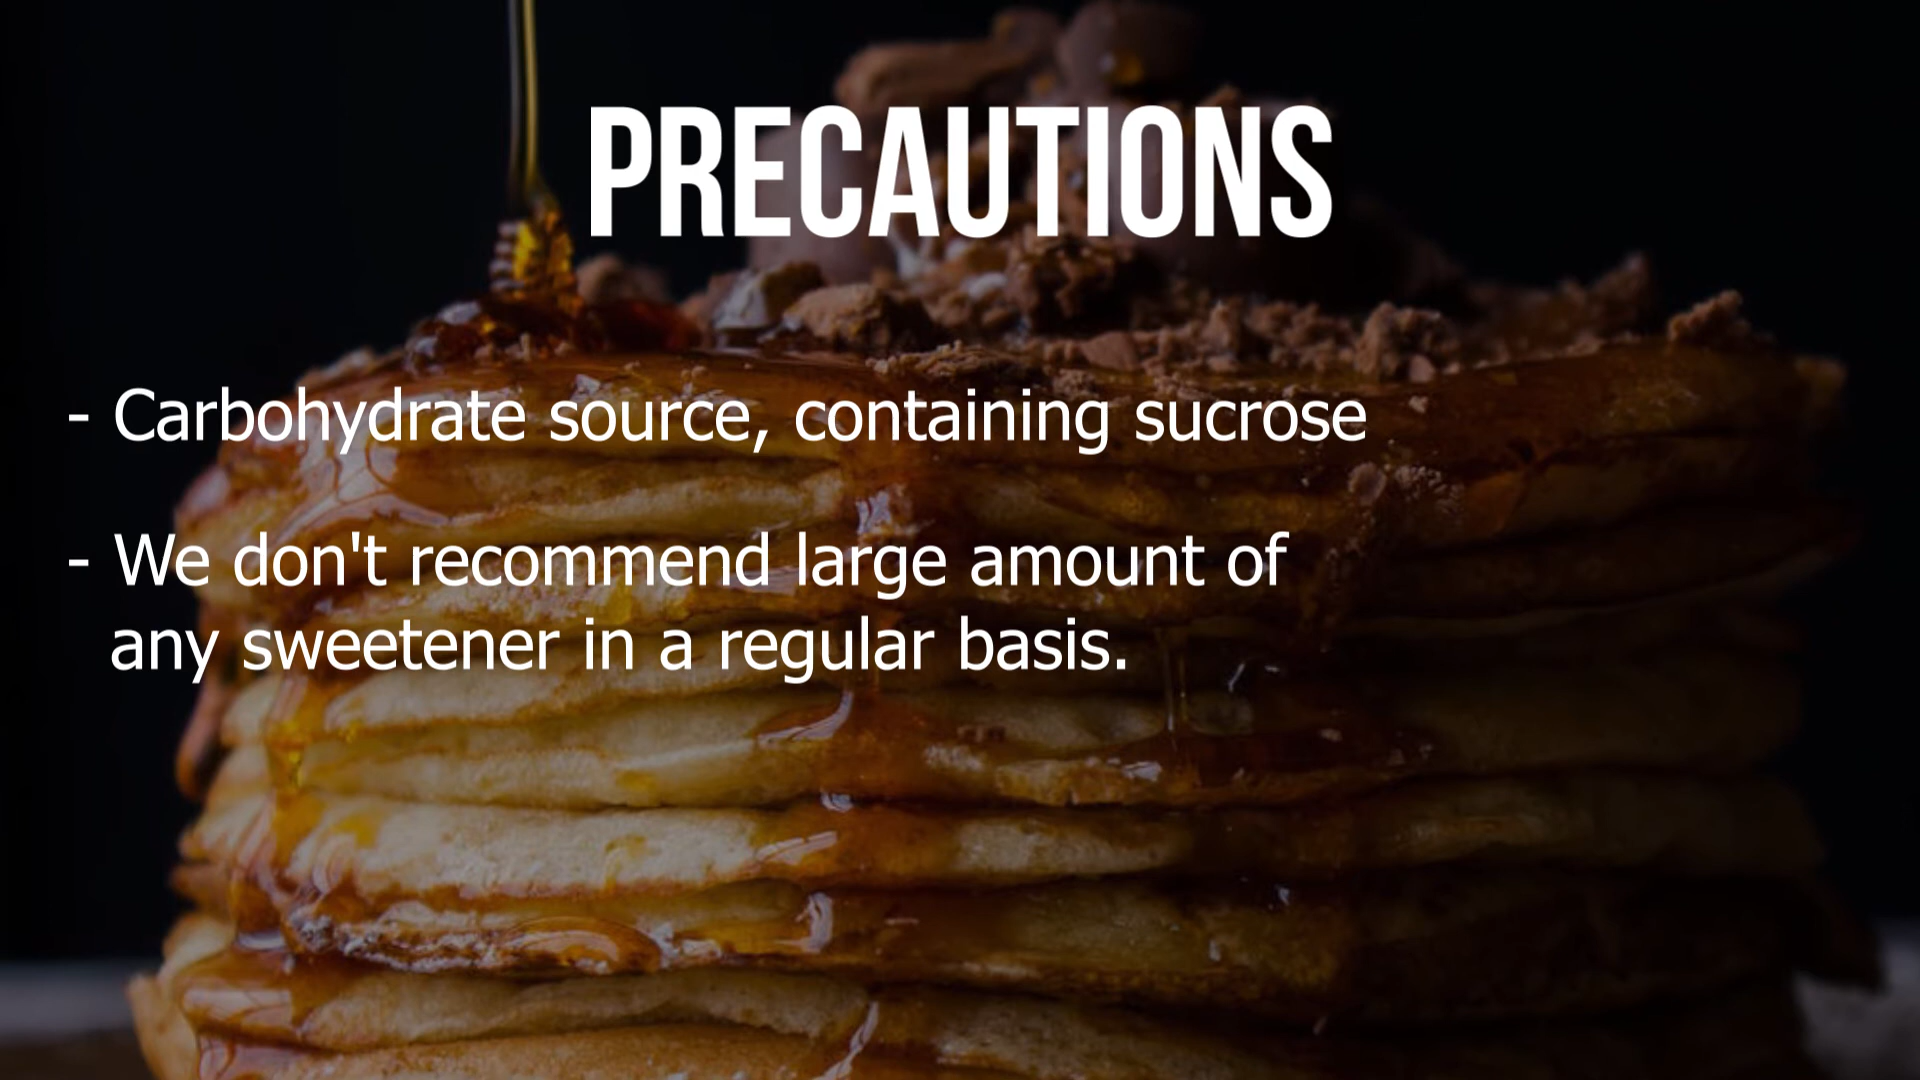 PRECAUTIONS
- Carbohydrate source, containing sucrose
- We don't recommend large amount of
any sweetener in a regular basis.